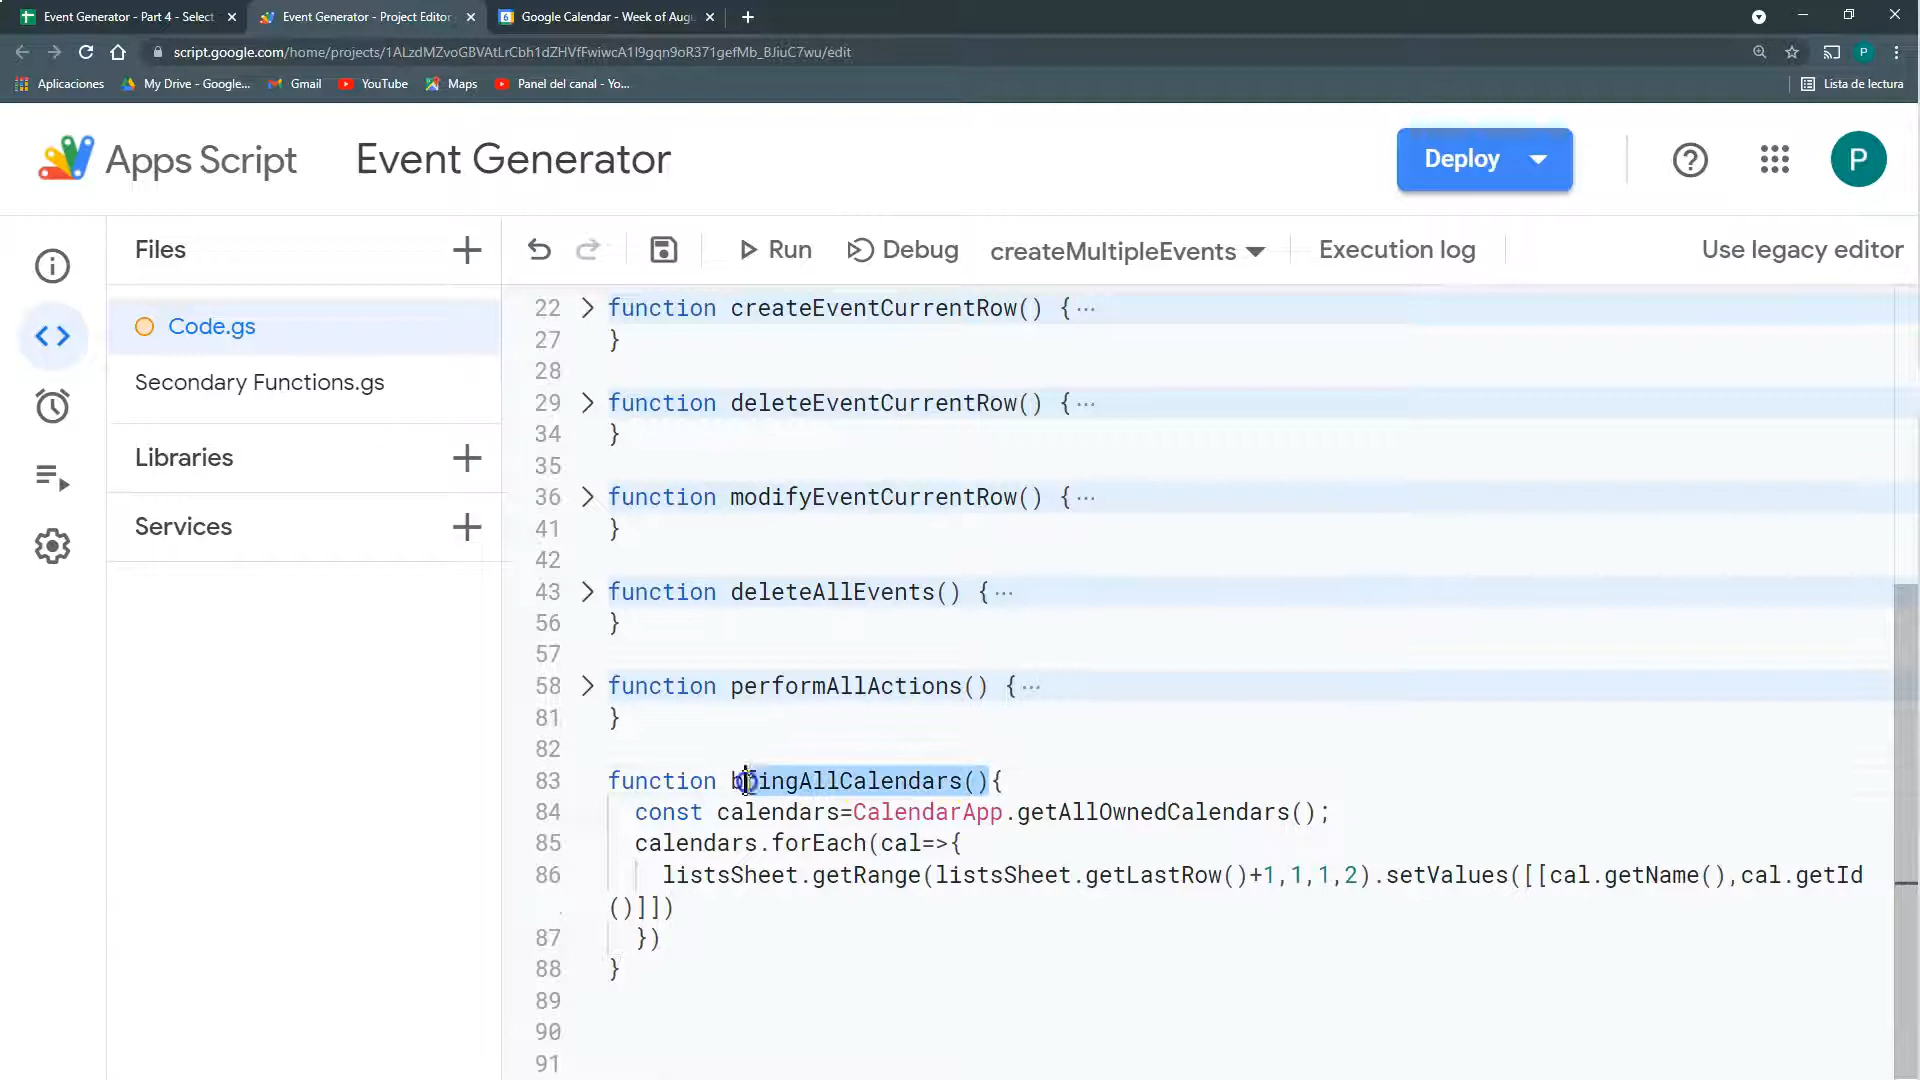 Event Generator - Part 4 - Select
Event Generator - Project Editor
Google Calendar - Week of Aug
script.google.com/home/projects/1ALzdMZvoGBVAtLrCbh1dZHVfFwiwcA1I9gqn9oR371gefMb_BJiuC7wu/edit
P
Aplicaciones
My Drive - Google...
Gmail
YouTube
Maps
Panel del canal - Yo...
Lista de lectura
Apps Script
Event Generator
Deploy
P
Files
Run
Debug
createMultipleEvents
Execution log
Use legacy editor
Code.gs
Secondary Functions.gs
Libraries
Services
22 function createEventCurrentRow() {···
27 }
28
29 function deleteEventCurrentRow() {···
34 }
35
36 function modifyEventCurrentRow() {···
41 }
42
43 function deleteAllEvents() {···
56 }
57
58 function performAllActions() {···
81 }
82
83 function bringAllCalendars(){
84 const calendars=CalendarApp.getAllOwnedCalendars();
85 calendars.forEach(cal=>{
86 listsSheet.getRange(listsSheet.getLastRow()+1,1,1,2).setValues([[cal.getName(),cal.getId
()]])
87 })
88 }
89
90
91